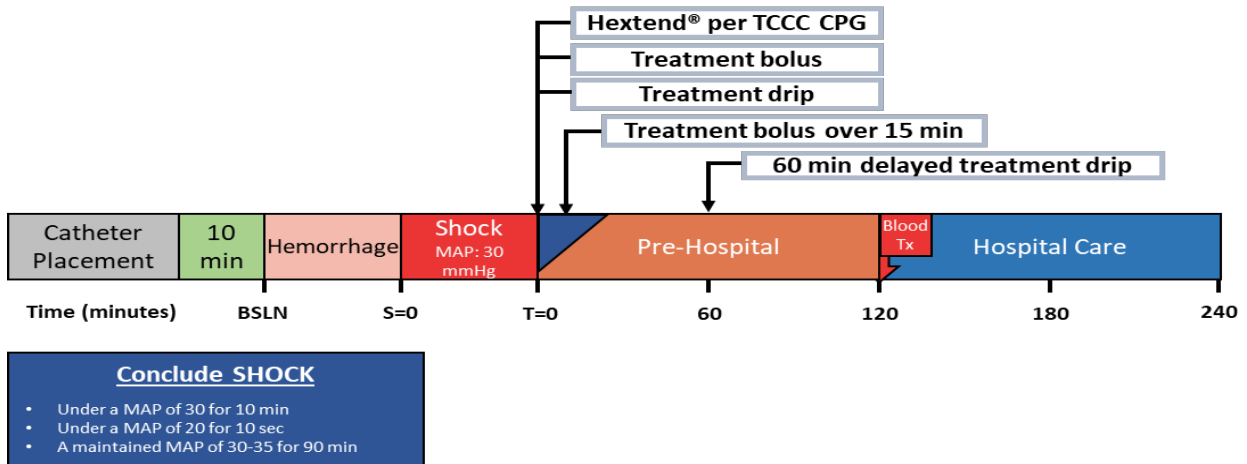 Hextend® per TCCC CPG
Treatment bolus
Treatment drip
Treatment bolus over 15 min
60 min delayed treatment drip
Catheter
Placement
10
min
Hemorrhage
Shock
MAP: 30
mmHg
Pre-Hospital
Blood
Tx
Hospital Care
Time (minutes)
BSLN
S=0
T=0
60
120
180
240
Conclude SHOCK
• Under a MAP of 30 for 10 min
• Under a MAP of 20 for 10 sec
• A maintained MAP of 30-35 for 90 min